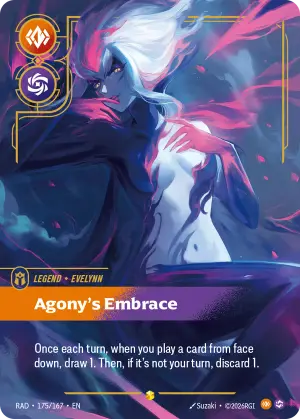 LEGEND • EVELYNN
Agony's Embrace
Once each turn, when you play a card from face
down, draw 1. Then, if it's not your turn, discard 1.
RAD • 175/167 • EN
Suzaki • ©2026RGI